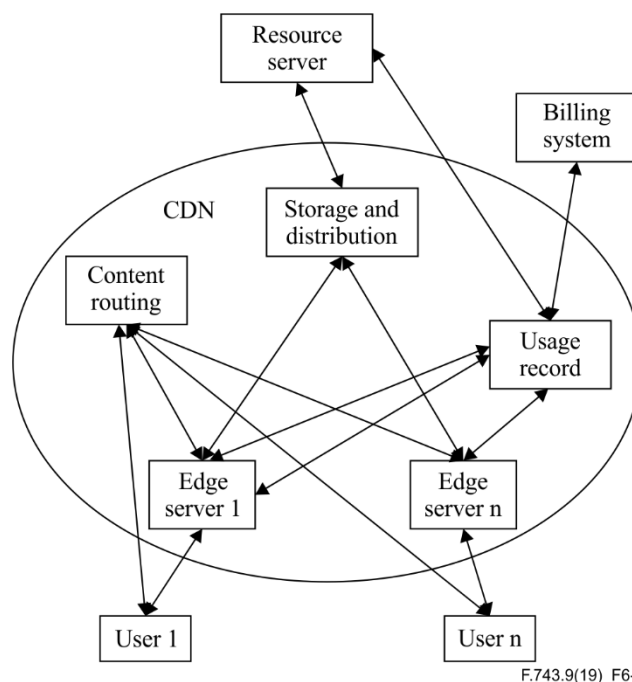 Resource
server
Billing
system
CDN
Storage and
distribution
Content
routing
Usage
record
Edge
server 1
Edge
server n
User 1
User n
F.743.9(19) F6-